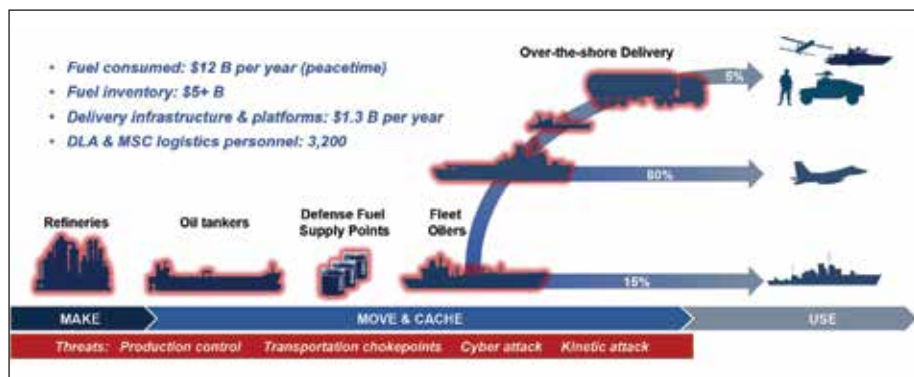 Over-the-shore Delivery
• Fuel consumed: $12 B per year (peacetime)
• Fuel inventory: $5+ B
• Delivery infrastructure & platforms: $1.3 B per year
• DLA & MSC logistics personnel: 3,200
5%
80%
Refineries
Oil tankers
Defense Fuel
Supply Points
Fleet
Oilers
15%
MAKE
MOVE & CACHE
USE
Threats: Production control Transportation chokepoints Cyber attack Kinetic attack